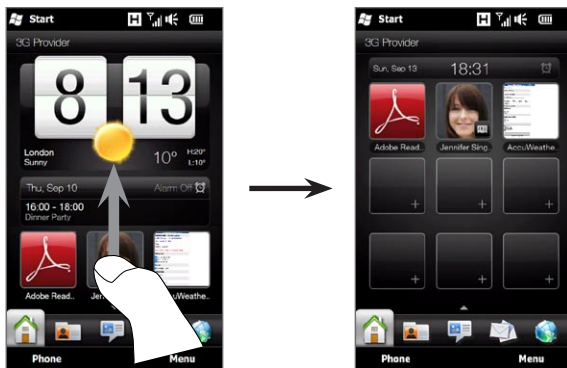 Start
H
3G Provider
8 13
London
Sunny
10° H:20°
L:10°
Thu, Sep 10 Alarm Off
16:00 - 18:00
Dinner Party
Adobe Read.. Jen uWeathe..
Phone Menu
Start
H
3G Provider
Sun, Sep 13 18:31
Adobe Read.. Jennifer Sing.. AccuWeathe..
Phone Menu